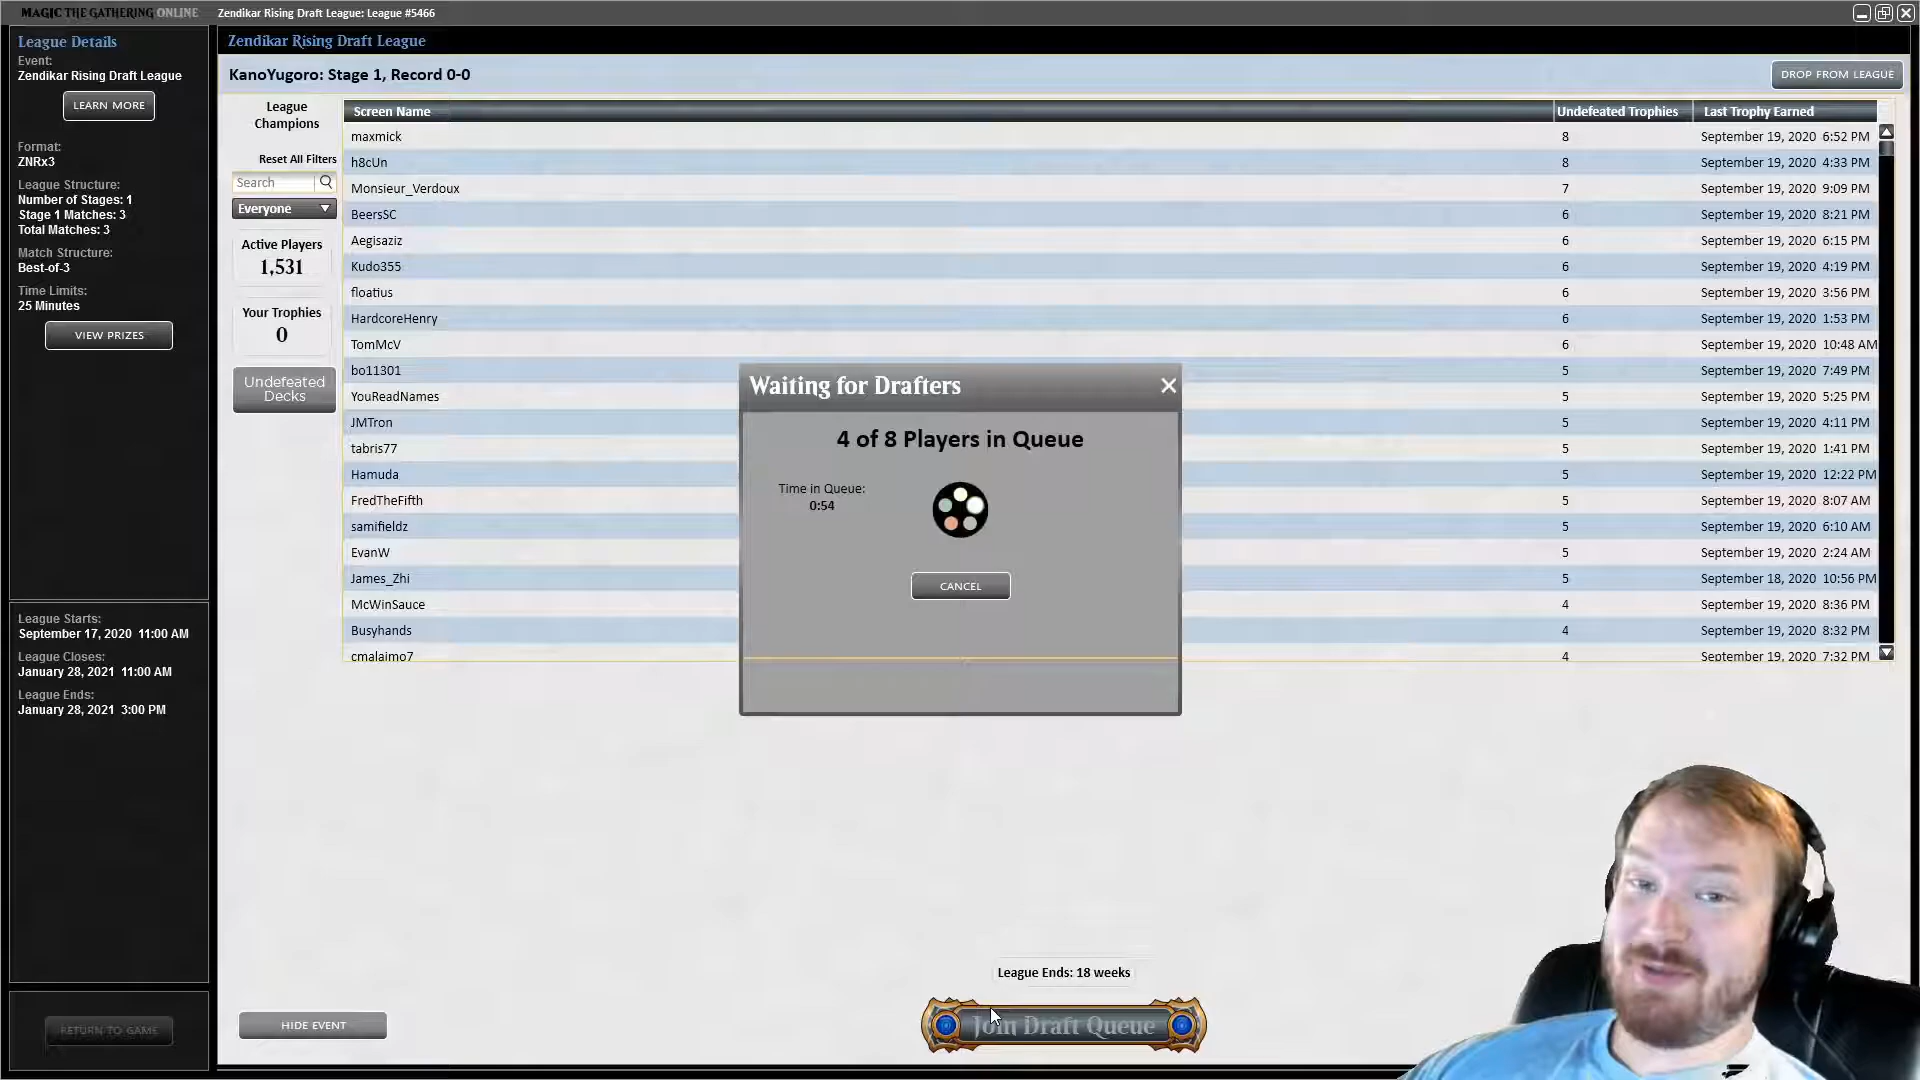 MAGIC THE GATHERING ONLINE
Zendikar Rising Draft League: League #5466
League Details
Event:
Zendikar Rising Draft League
LEARN MORE
Format:
ZNRx3
League Structure:
Number of Stages: 1
Stage 1 Matches: 3
Total Matches: 3
Match Structure:
Best-of-3
Time Limits:
25 Minutes
VIEW PRIZES
League Starts:
September 17, 2020 11:00 AM
League Closes:
January 28, 2021 11:00 AM
League Ends:
January 28, 2021 3:00 PM
RETURN TO GAME
Zendikar Rising Draft League
KanoYugoro: Stage 1, Record 0-0
DROP FROM LEAGUE
League
Champions
Reset All Filters
Search
Everyone
Active Players
1,531
Your Trophies
0
Undefeated
Decks
Screen Name Undefeated Trophies Last Trophy Earned
maxmick 8 September 19, 2020 6:52 PM
h8cUn 8 September 19, 2020 4:33 PM
Monsieur_Verdoux 7 September 19, 2020 9:09 PM
BeersSC 6 September 19, 2020 8:21 PM
Aegisaziz 6 September 19, 2020 6:15 PM
Kudo355 6 September 19, 2020 4:19 PM
floatius 6 September 19, 2020 3:56 PM
HardcoreHenry 6 September 19, 2020 1:53 PM
TomMcV 6 September 19, 2020 10:48 AM
bo11301 5 September 19, 2020 7:49 PM
YouReadNames 5 September 19, 2020 5:25 PM
JMTron 5 September 19, 2020 4:11 PM
tabris77 5 September 19, 2020 1:41 PM
Hamuda 5 September 19, 2020 12:22 PM
FredTheFifth 5 September 19, 2020 8:07 AM
samifieldz 5 September 19, 2020 6:10 AM
EvanW 5 September 19, 2020 2:24 AM
James_Zhi 5 September 18, 2020 10:56 PM
McWinSauce 4 September 19, 2020 8:36 PM
Busyhands 4 September 19, 2020 8:32 PM
cmalaimo7 4 September 19, 2020 7:32 PM
Waiting for Drafters
4 of 8 Players in Queue
Time in Queue:
0:54
CANCEL
League Ends: 18 weeks
HIDE EVENT
Join Draft Queue